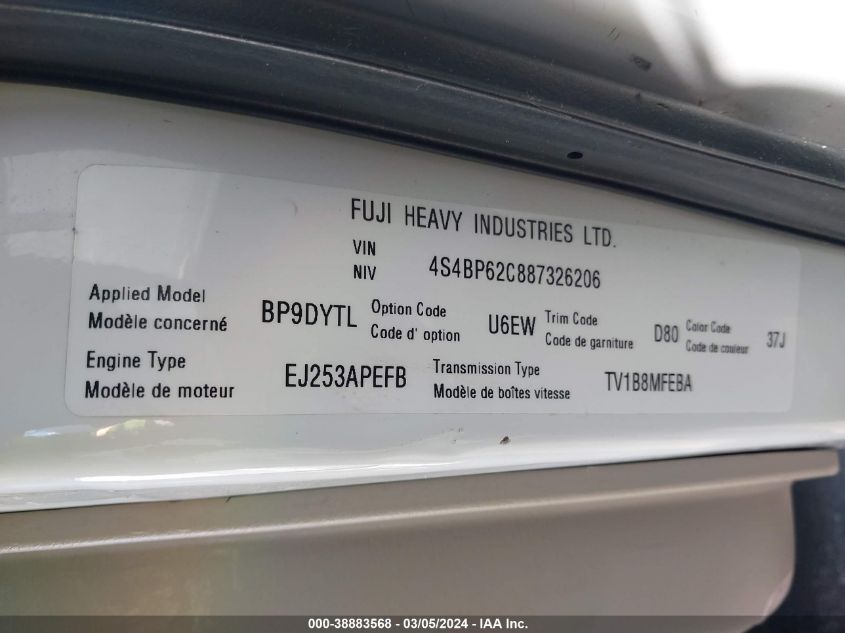 FUJI HEAVY INDUSTRIES LTD.
VIN
NIV 4S4BP62C887326206
Applied Model
Modèle concerné BP9DYTL
Option Code
Code d' option U6EW
Trim Code
Code de garniture D80
Color Code
Code de couleur 37J
Engine Type
Modèle de moteur EJ253APEFB
Transmission Type
Modèle de boîtes vitesse TV1B8MFEBA
000-38883568 - 03/05/2024 - IAA Inc.